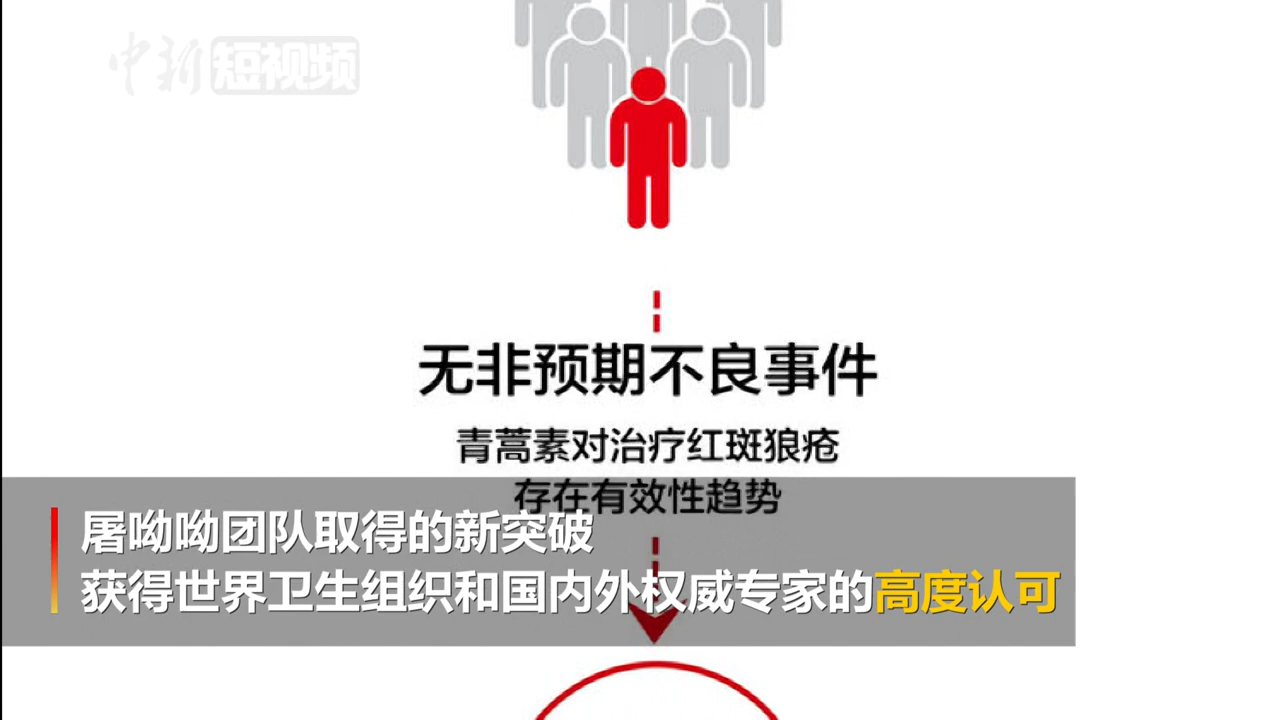 中新短视频
无非预期不良事件
青蒿素对治疗红斑狼疮
存在有效性趋势
屠呦呦团队取得的新突破
获得世界卫生组织和国内外权威专家的高度认可